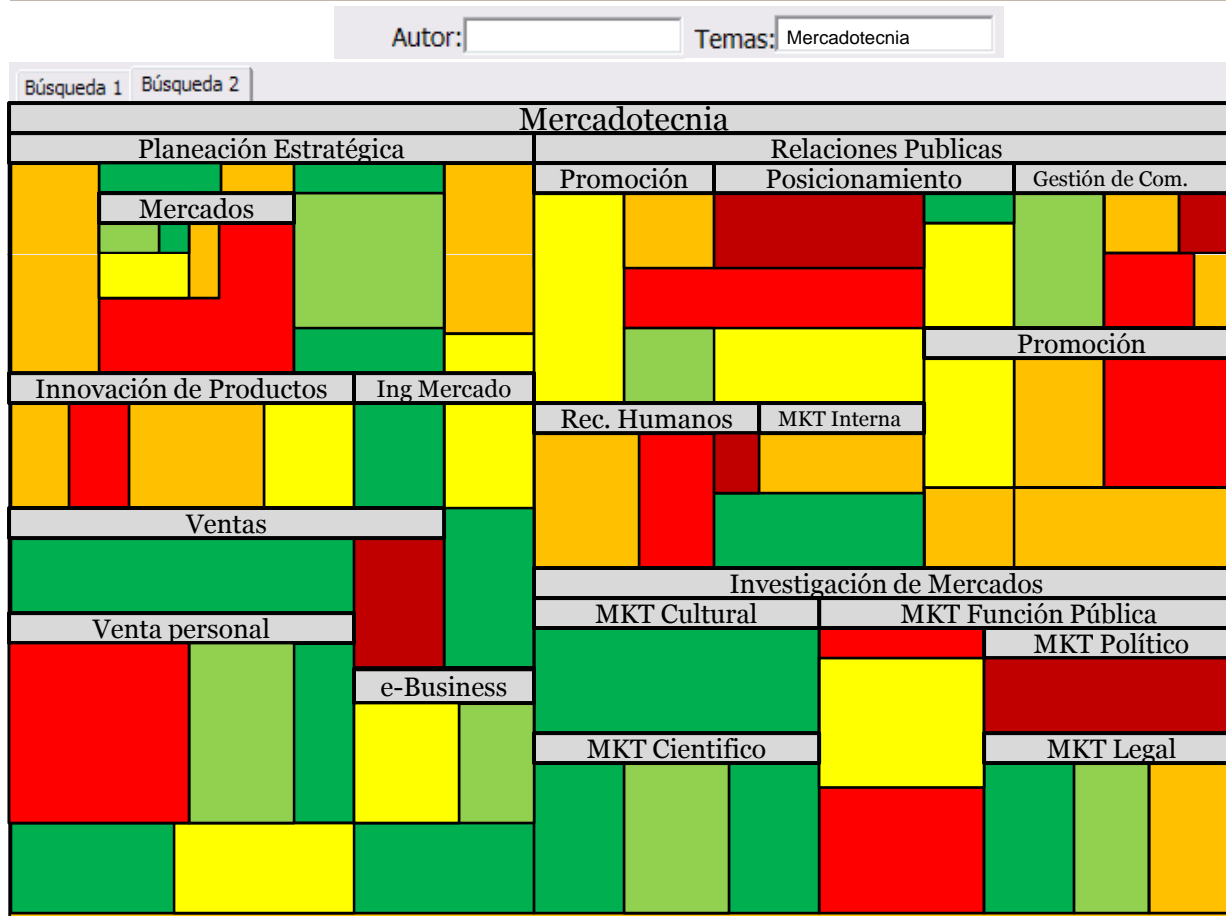 Autor: Temas: Mercadotecnia
Búsqueda 1 Búsqueda 2
Mercadotecnia
Planeación Estratégica Relaciones Publicas
Promoción Posicionamiento Gestión de Com.
Mercados
Promoción
Innovación de Productos Ing Mercado
Rec. Humanos MKT Interna
Ventas
Investigación de Mercados
MKT Cultural MKT Función Pública
Venta personal MKT Político
e-Business
MKT Cientifico MKT Legal